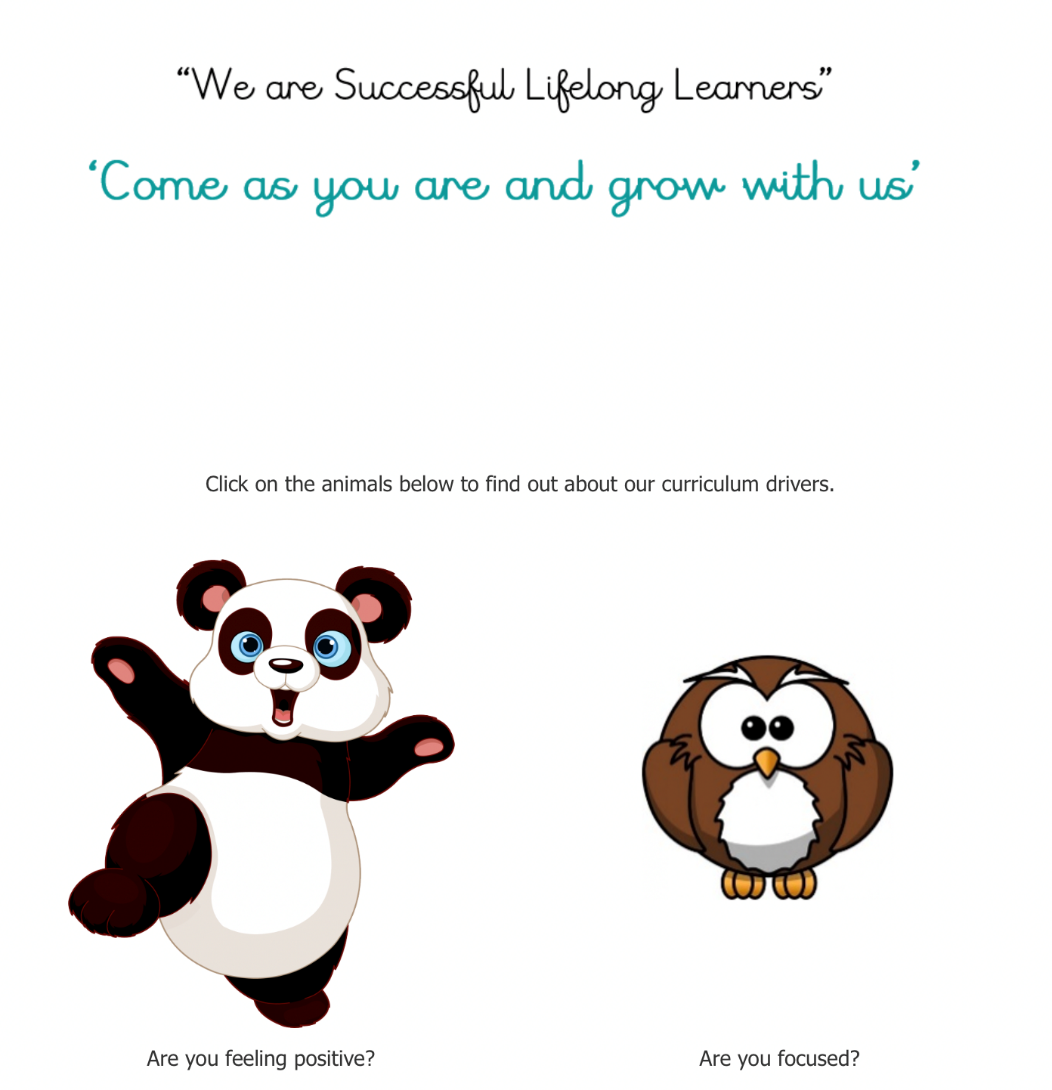 “We are Successful Lifelong Learners”
‘Come as you are and grow with us’
Click on the animals below to find out about our curriculum drivers.
Are you feeling positive?
Are you focused?